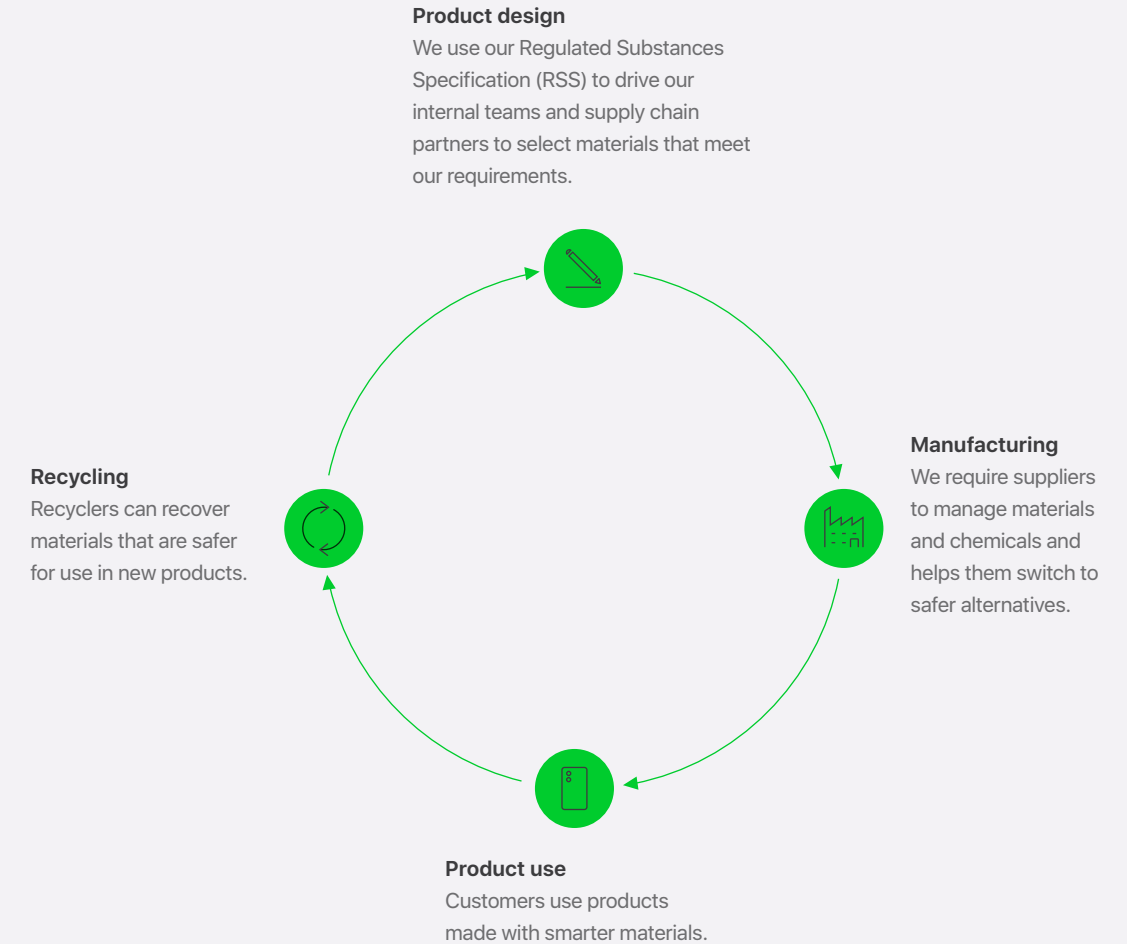 Product design
We use our Regulated Substances
Specification (RSS) to drive our
internal teams and supply chain
partners to select materials that meet
our requirements.
Manufacturing
We require suppliers
to manage materials
and chemicals and
helps them switch to
safer alternatives.
Product use
Customers use products
made with smarter materials.
Recycling
Recyclers can recover
materials that are safer
for use in new products.